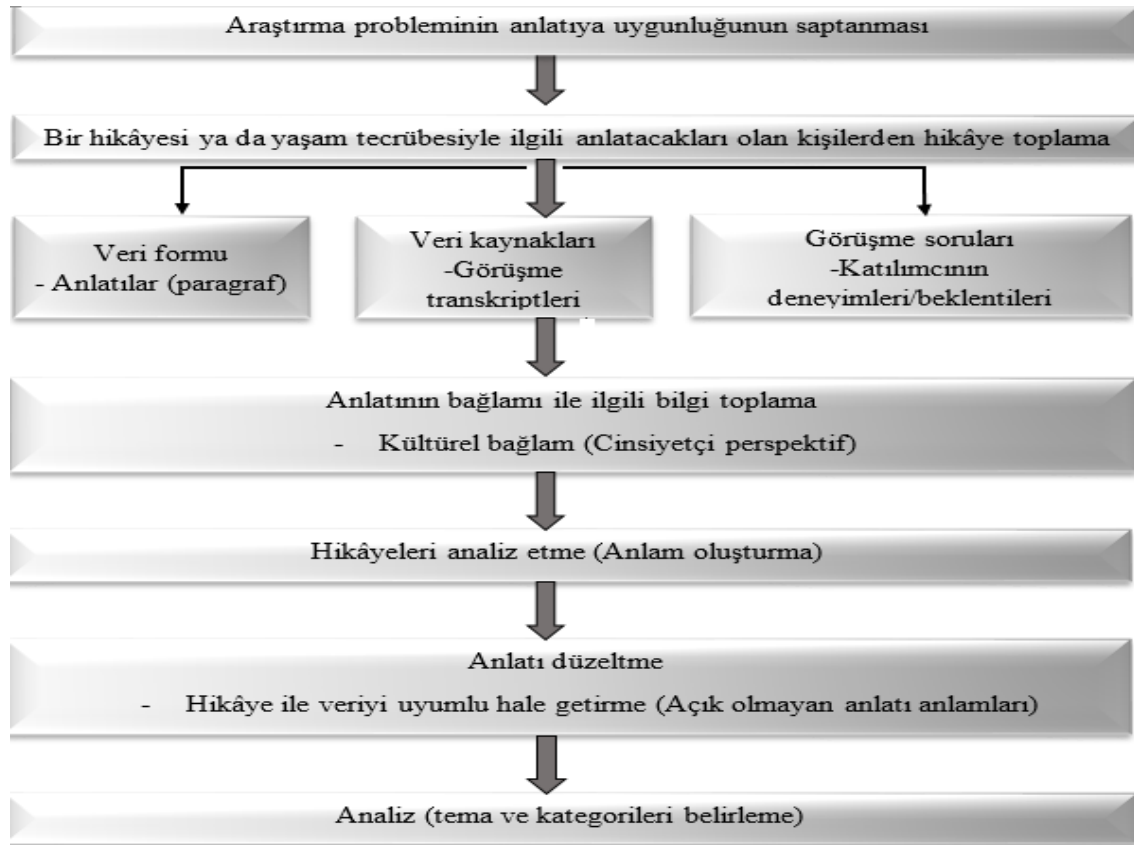 Araştırma probleminin anlatıya uygunluğunun saptanması
Bir hikâyesi ya da yaşam tecrübesiyle ilgili anlatacakları olan kişilerden hikâye toplama
Veri formu
- Anlatılar (paragraf)
Veri kaynakları
-Görüşme
transkriptleri
Görüşme soruları
-Katılımcının
deneyimleri/beklentileri
Anlatının bağlamı ile ilgili bilgi toplama
- Kültürel bağlam (Cinsiyetçi perspektif)
Hikâyeleri analiz etme (Anlam oluşturma)
Anlatı düzeltme
- Hikâye ile veriyi uyumlu hale getirme (Açık olmayan anlatı anlamları)
Analiz (tema ve kategorileri belirleme)